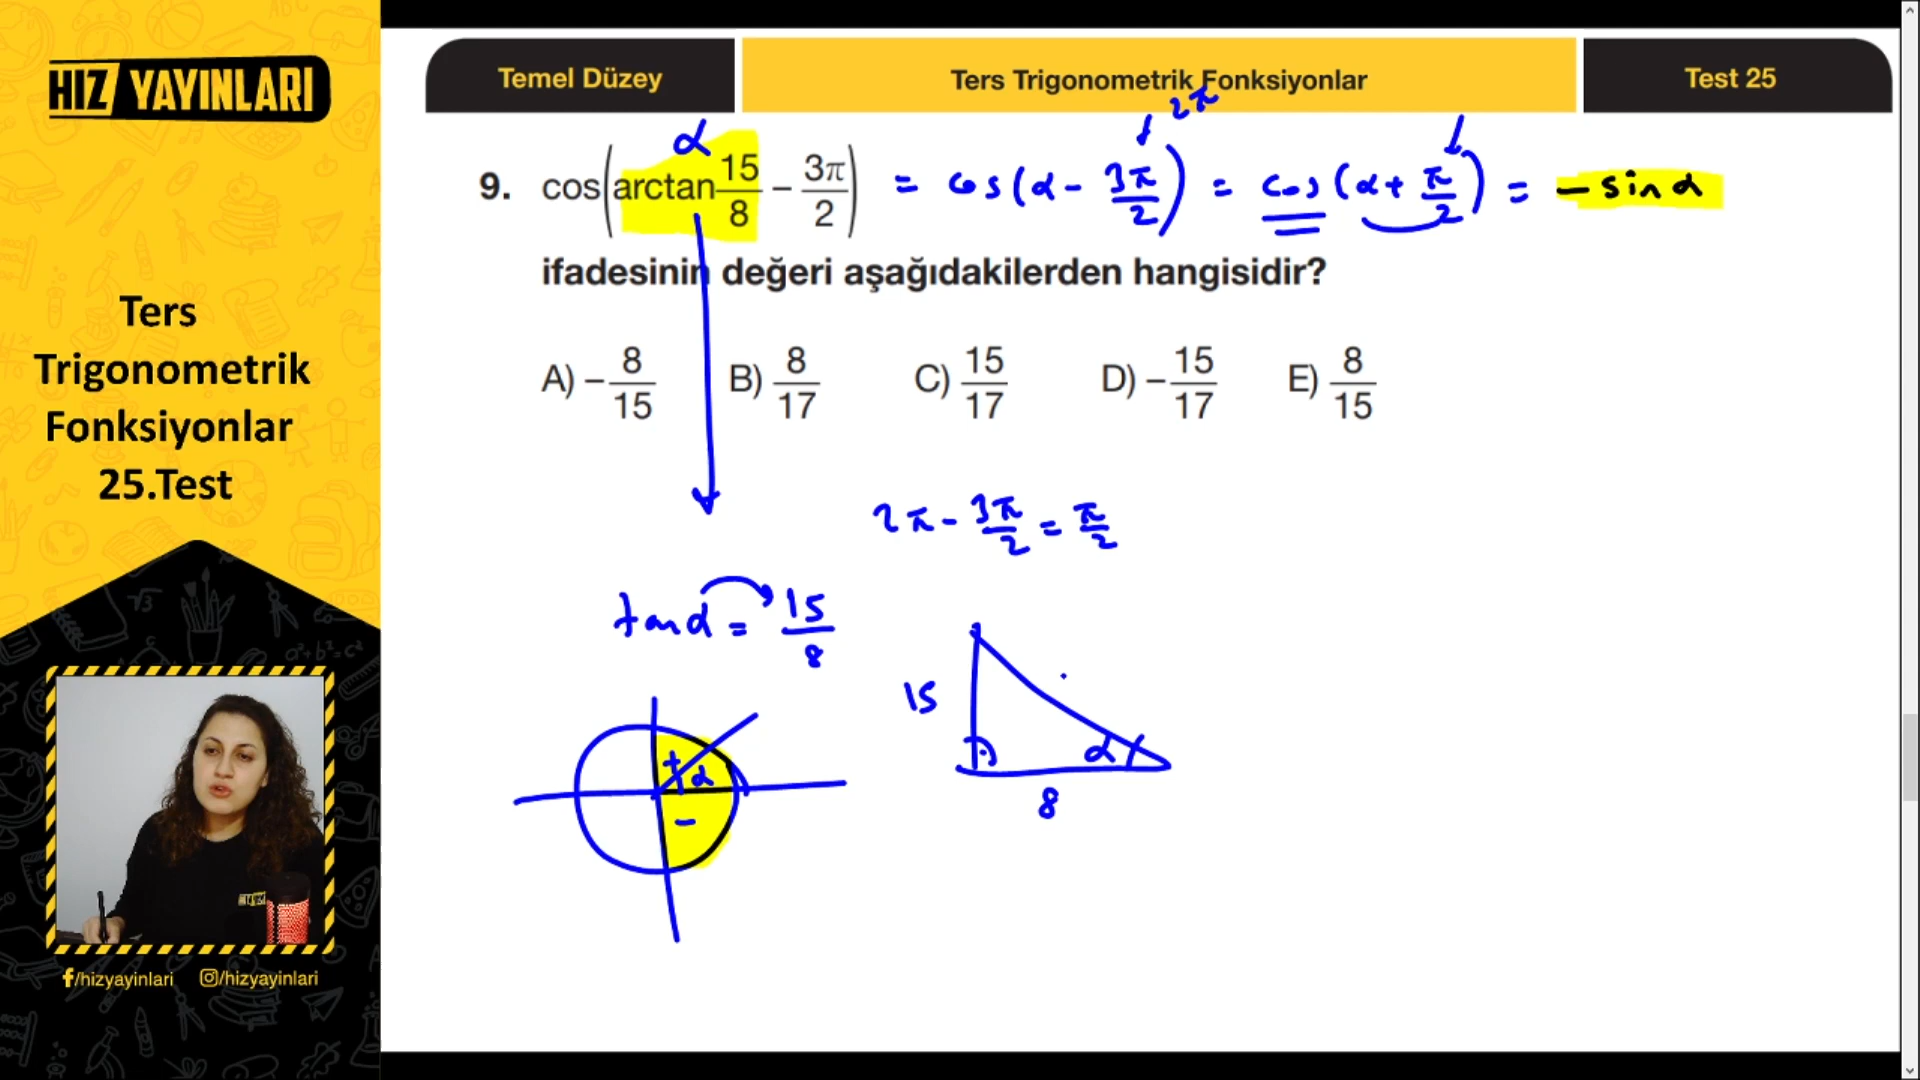 HIZ YAYINLARI
Ters
Trigonometrik
Fonksiyonlar
25.Test
/hizyayinlari /hizyayinlari
Temel Düzey
Ters Trigonometrik Fonksiyonlar
Test 25
2π
α
9. cos(arctan 15/8 − 3π/2) = cos(α − 3π/2) = cos(α + π/2) = −sin α
ifadesinin değeri aşağıdakilerden hangisidir?
A) −8/15 B) 8/17 C) 15/17 D) −15/17 E) 8/15
2π − 3π/2 = π/2
tan α = 15/8
15
α
8
+ α
−